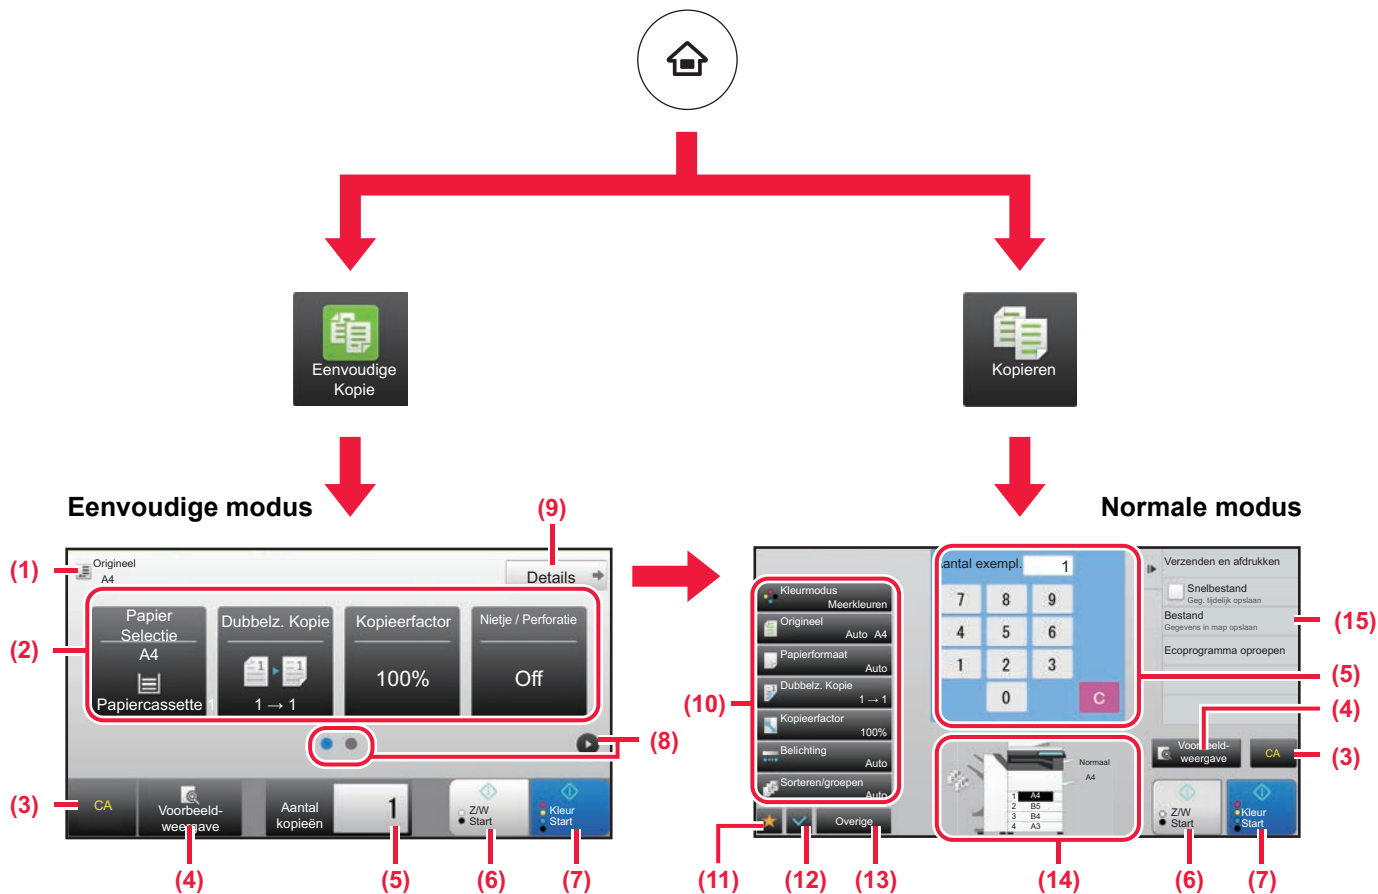 Eenvoudige
Kopie
Kopieren
Eenvoudige modus
(9)
Normale modus
(1)
Origineel
A4
Details
(2)
Papier
Selectie
A4
Papiercassette 1
Dubbelz. Kopie
1
1
1 → 1
Kopieerfactor
100%
Nietje / Perforatie
Off
(8)
(3)
CA
Voorbeeld-
weergave
Aantal
kopieën
1
Z/W
Start
Kleur
Start
(4)
(5)
(6)
(7)
(10)
Kleurmodus
Meerkleuren
Origineel
Auto A4
Papierformaat
Auto
Dubbelz. Kopie
1 → 1
Kopieerfactor
100%
Belichting
Auto
Sorteren/groepen
Auto
Overige
Aantal exempl.
1
7 8 9
4 5 6
1 2 3
0 C
Normaal
A4
1 A4
2 B5
3 B4
4 A3
Verzenden en afdrukken
Snelbestand
Geg. tijdelijk opslaan
Bestand
Gegevens in map opslaan
Ecoprogramma oproepen
(15)
(5)
(4)
Voorbeeld-
weergave
CA
(3)
Z/W
Start
Kleur
Start
(11)
(12)
(13)
(14)
(6)
(7)